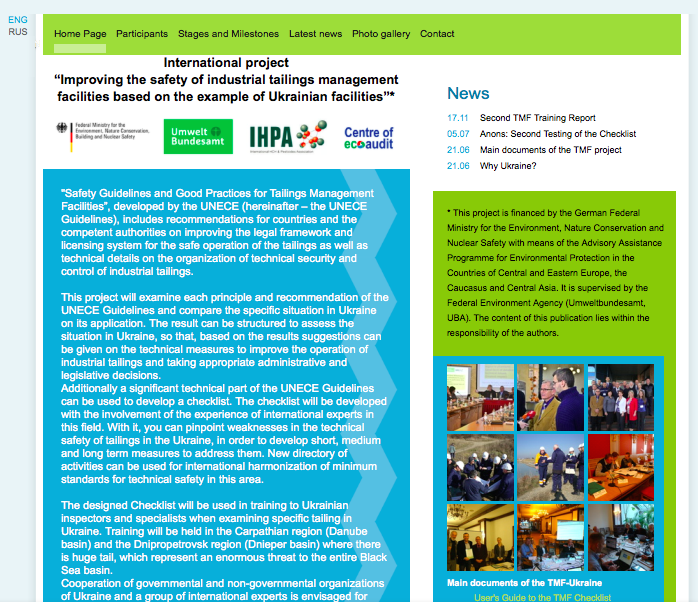 ENG
RUS
Home Page Participants Stages and Milestones Latest news Photo gallery Contact
International project
“Improving the safety of industrial tailings management
facilities based on the example of Ukrainian facilities”*
Federal Ministry for the
Environment, Nature Conservation,
Building and Nuclear Safety
Umwelt
Bundesamt
IHPA
International HCH & Pesticides Association
Centre of
ecoaudit
"Safety Guidelines and Good Practices for Tailings Management
Facilities", developed by the UNECE (hereinafter – the UNECE
Guidelines), includes recommendations for countries and the
competent authorities on improving the legal framework and
licensing system for the safe operation of the tailings as well as
technical details on the organization of technical security and
control of industrial tailings.
This project will examine each principle and recommendation of the
UNECE Guidelines and compare the specific situation in Ukraine
on its application. The result can be structured to assess the
situation in Ukraine, so that, based on the results suggestions can
be given on the technical measures to improve the operation of
industrial tailings and taking appropriate administrative and
legislative decisions.
Additionally a significant technical part of the UNECE Guidelines
can be used to develop a checklist. The checklist will be developed
with the involvement of the experience of international experts in
this field. With it, you can pinpoint weaknesses in the technical
safety of tailings in the Ukraine, in order to develop short, medium
and long term measures to address them. New directory of
activities can be used for international harmonization of minimum
standards for technical safety in this area.
The designed Checklist will be used in training to Ukrainian
inspectors and specialists when examining specific tailing in
Ukraine. Training will be held in the Carpathian region (Danube
basin) and the Dnipropetrovsk region (Dnieper basin) where there
is huge tail, which represent an enormous threat to the entire Black
Sea basin.
Cooperation of governmental and non-governmental organizations
of Ukraine and a group of international experts is envisaged for
News
17.11 Second TMF Training Report
05.07 Anons: Second Testing of the Checklist
21.06 Main documents of the TMF project
21.06 Why Ukraine?
* This project is financed by the German Federal
Ministry for the Environment, Nature Conservation and
Nuclear Safety with means of the Advisory Assistance
Programme for Environmental Protection in the
Countries of Central and Eastern Europe, the
Caucasus and Central Asia. It is supervised by the
Federal Environment Agency (Umweltbundesamt,
UBA). The content of this publication lies within the
responsibility of the authors.
Main documents of the TMF-Ukraine
User's Guide to the TMF Checklist